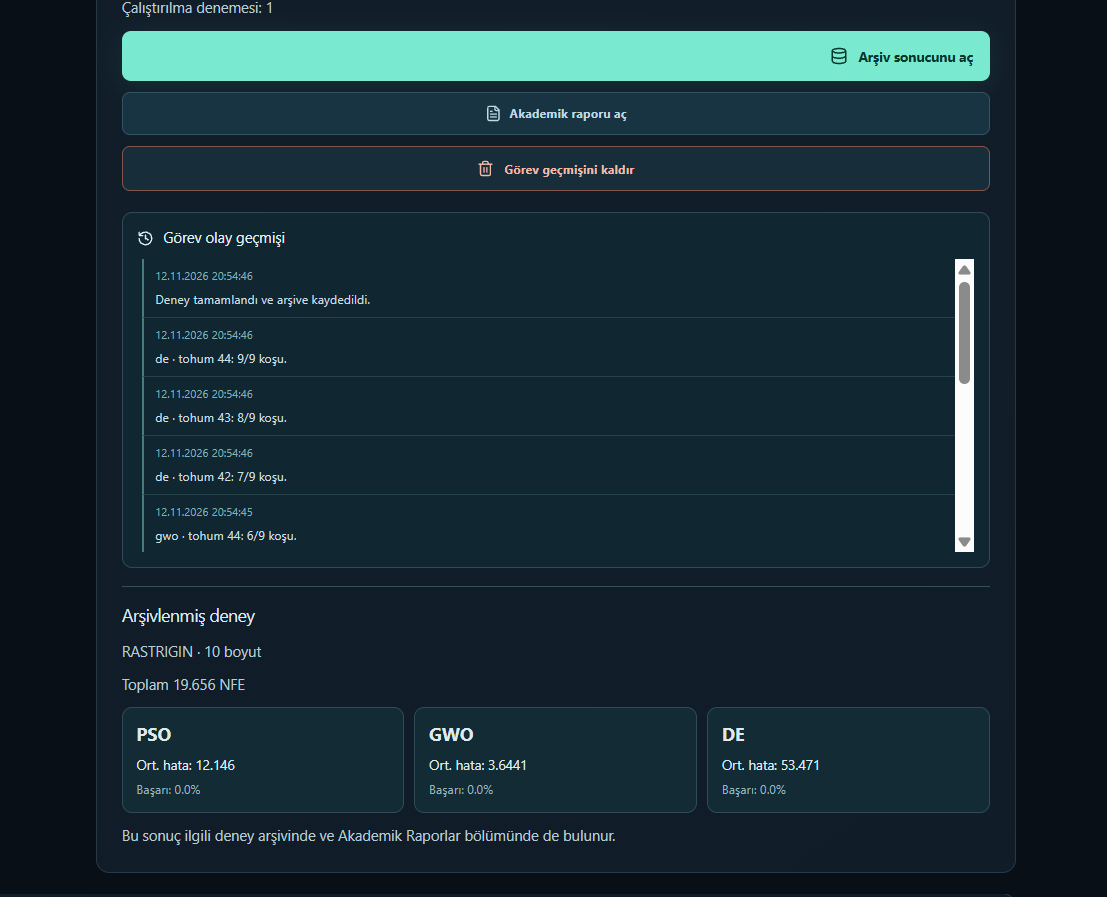 Çalıştırılma denemesi: 1
Arşiv sonucunu aç
Akademik raporu aç
Görev geçmişini kaldır
Görev olay geçmişi
12.11.2026 20:54:46
Deney tamamlandı ve arşive kaydedildi.
12.11.2026 20:54:46
de · tohum 44: 9/9 koşu.
12.11.2026 20:54:46
de · tohum 43: 8/9 koşu.
12.11.2026 20:54:46
de · tohum 42: 7/9 koşu.
12.11.2026 20:54:45
gwo · tohum 44: 6/9 koşu.
Arşivlenmiş deney
RASTRIGIN · 10 boyut
Toplam 19.656 NFE
PSO
Ort. hata: 12.146
Başarı: 0.0%
GWO
Ort. hata: 3.6441
Başarı: 0.0%
DE
Ort. hata: 53.471
Başarı: 0.0%
Bu sonuç ilgili deney arşivinde ve Akademik Raporlar bölümünde de bulunur.